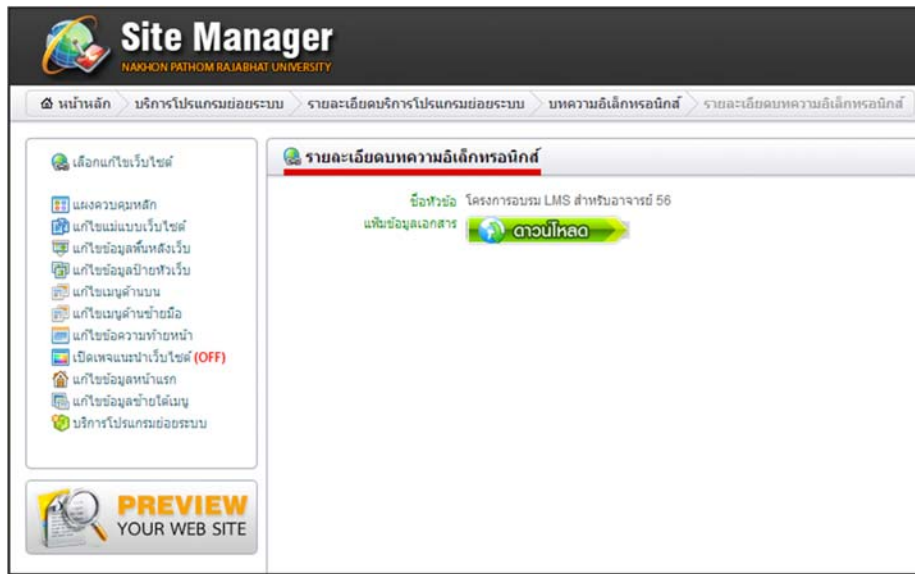 Site Manager
NAKHON PATHOM RAJABHAT UNIVERSITY
หน้าหลัก บริการโปรแกรมย่อยระบบ รายละเอียดบริการโปรแกรมย่อยระบบ บทความอิเล็กทรอนิกส์ รายละเอียดบทความอิเล็กทรอนิกส์
เลือกแก้ไขเว็บไซต์
แผงควบคุมหลัก
แก้ไขแม่แบบเว็บไซต์
แก้ไขข้อมูลพื้นหลังเว็บ
แก้ไขข้อมูลป้ายหัวเว็บ
แก้ไขเมนูด้านบน
แก้ไขเมนูด้านซ้ายมือ
แก้ไขข้อความท้ายหน้า
เปิดเพจแนะนำเว็บไซต์ (OFF)
แก้ไขข้อมูลหน้าแรก
แก้ไขข้อมูลซ้ายใต้เมนู
บริการโปรแกรมย่อยระบบ
PREVIEW
YOUR WEB SITE
รายละเอียดบทความอิเล็กทรอนิกส์
ชื่อหัวข้อ โครงการอบรม LMS สำหรับอาจารย์ 56
แฟ้มข้อมูลเอกสาร ดาวน์โหลด